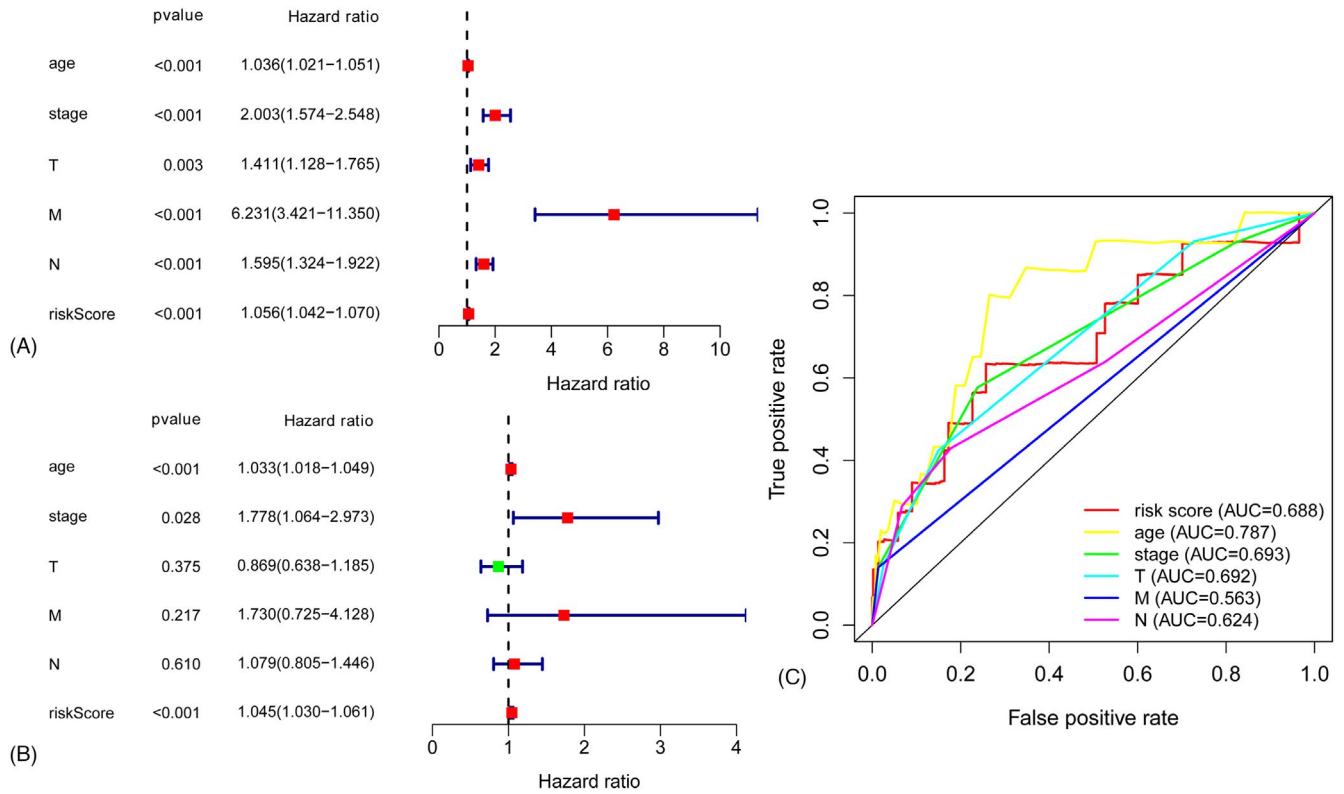 pvalue Hazard ratio
age <0.001 1.036(1.021−1.051)
stage <0.001 2.003(1.574−2.548)
T 0.003 1.411(1.128−1.765)
M <0.001 6.231(3.421−11.350)
N <0.001 1.595(1.324−1.922)
riskScore <0.001 1.056(1.042−1.070)
0 2 4 6 8 10
Hazard ratio
(A)
pvalue Hazard ratio
age <0.001 1.033(1.018−1.049)
stage 0.028 1.778(1.064−2.973)
T 0.375 0.869(0.638−1.185)
M 0.217 1.730(0.725−4.128)
N 0.610 1.079(0.805−1.446)
riskScore <0.001 1.045(1.030−1.061)
0 1 2 3 4
Hazard ratio
(B)
True positive rate
1.0
0.8
0.6
0.4
0.2
0.0
risk score (AUC=0.688)
age (AUC=0.787)
stage (AUC=0.693)
T (AUC=0.692)
M (AUC=0.563)
N (AUC=0.624)
0.0 0.2 0.4 0.6 0.8 1.0
False positive rate
(C)